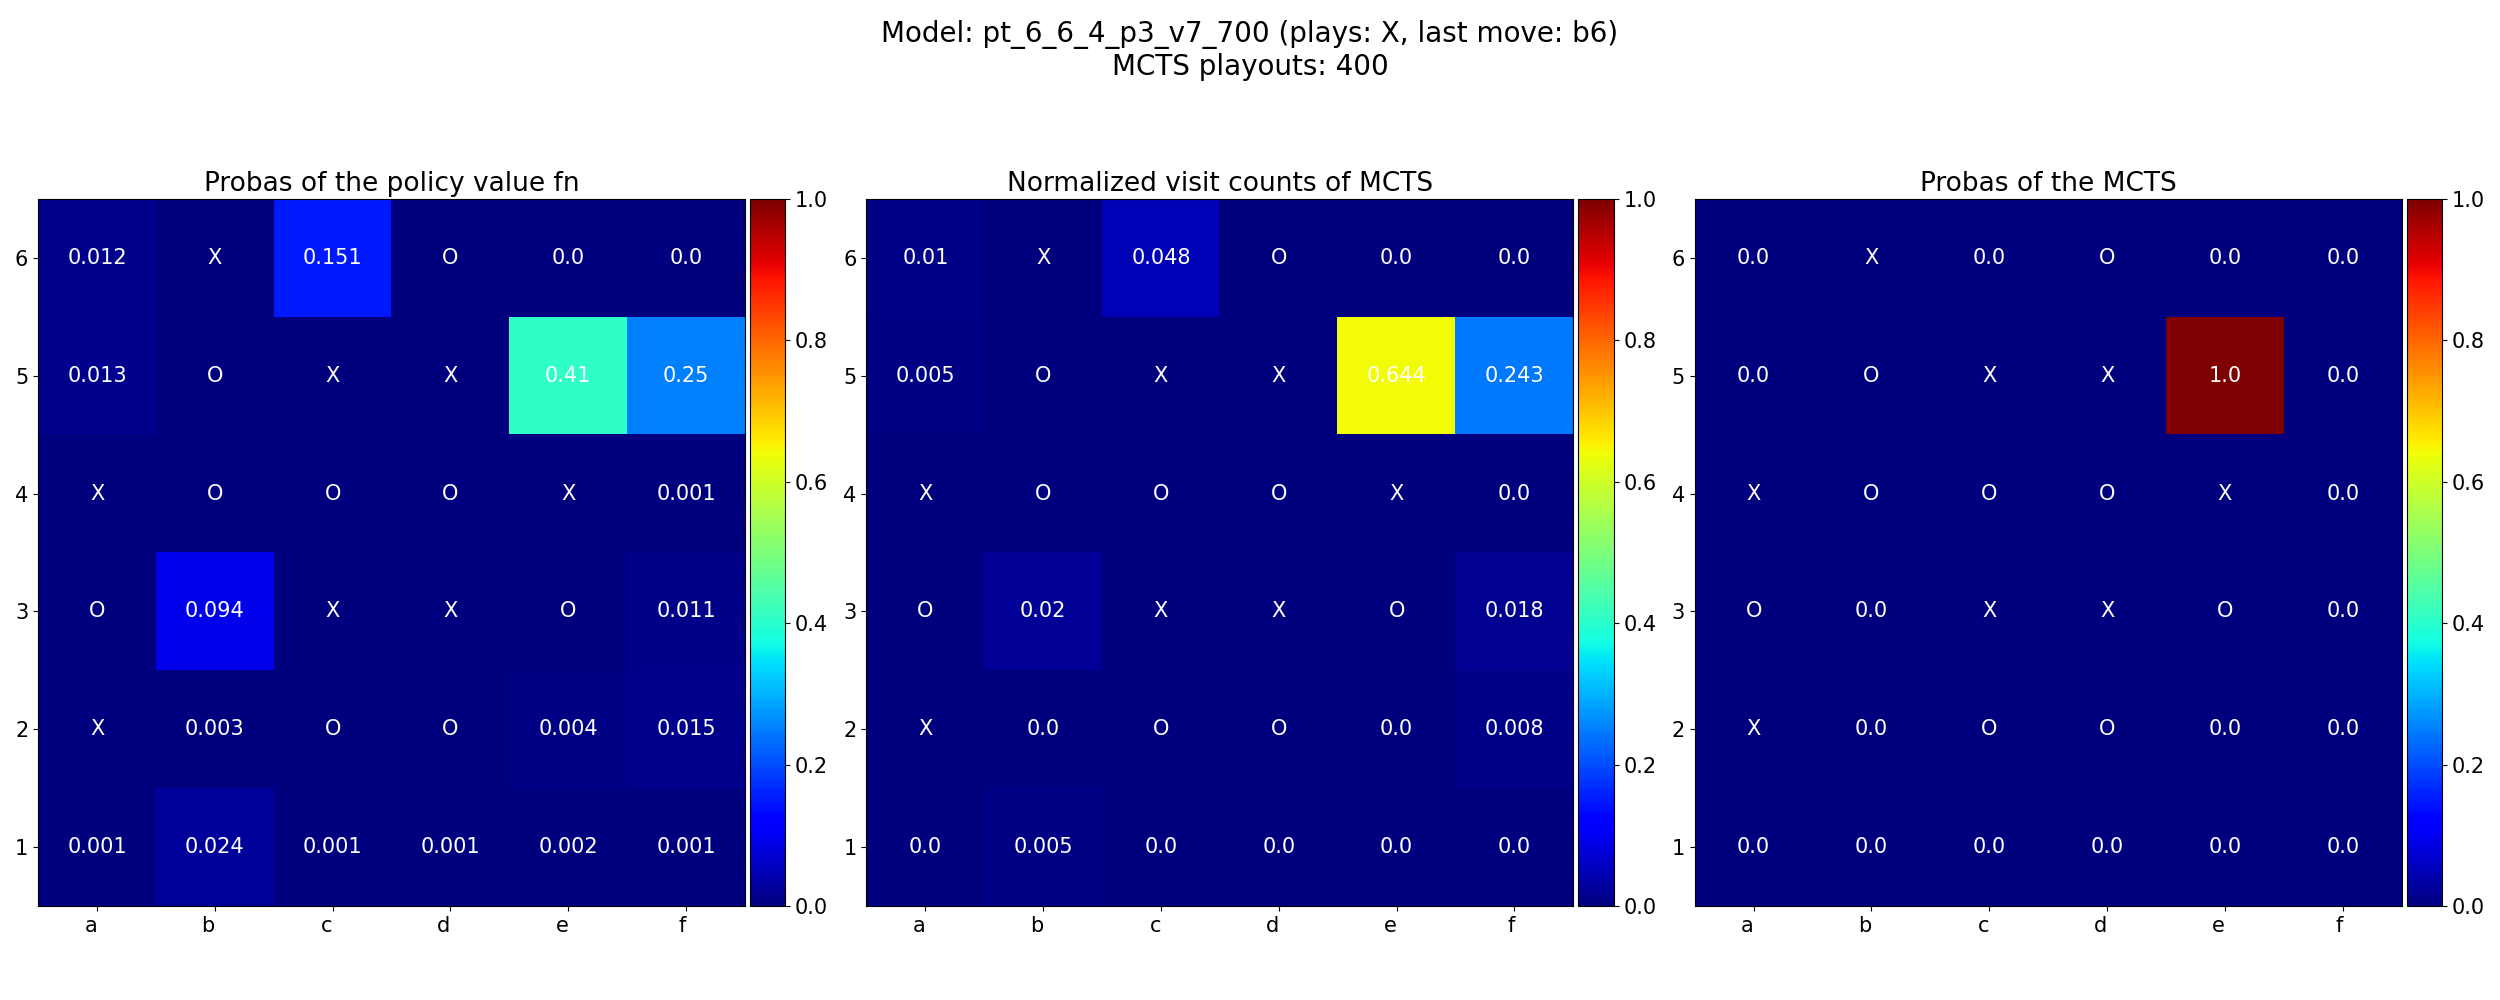 Model: pt_6_6_4_p3_v7_700 (plays: X, last move: b6)
MCTS playouts: 400
Probas of the policy value fn
1.0
0.8
0.6
0.4
0.2
0.0
6 0.012 X 0.151 O 0.0 0.0
5 0.013 O X X 0.41 0.25
4 X O O O X 0.001
3 O 0.094 X X O 0.011
2 X 0.003 O O 0.004 0.015
1 0.001 0.024 0.001 0.001 0.002 0.001
a b c d e f
Normalized visit counts of MCTS
1.0
0.8
0.6
0.4
0.2
0.0
6 0.01 X 0.048 O 0.0 0.0
5 0.005 O X X 0.644 0.243
4 X O O O X 0.0
3 O 0.02 X X O 0.018
2 X 0.0 O O 0.0 0.008
1 0.0 0.005 0.0 0.0 0.0 0.0
a b c d e f
Probas of the MCTS
1.0
0.8
0.6
0.4
0.2
0.0
6 0.0 X 0.0 O 0.0 0.0
5 0.0 O X X 1.0 0.0
4 X O O O X 0.0
3 O 0.0 X X O 0.0
2 X 0.0 O O 0.0 0.0
1 0.0 0.0 0.0 0.0 0.0 0.0
a b c d e f